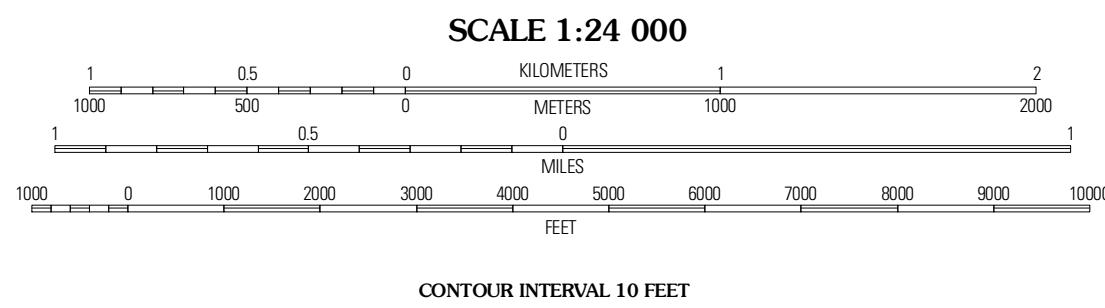 SCALE 1:24 000
1 0.5 0 KILOMETERS 1 2
1000 500 0 METERS 1000 2000
1 0.5 0 1
MILES
1000 0 1000 2000 3000 4000 5000 6000 7000 8000 9000 10000
FEET
CONTOUR INTERVAL 10 FEET